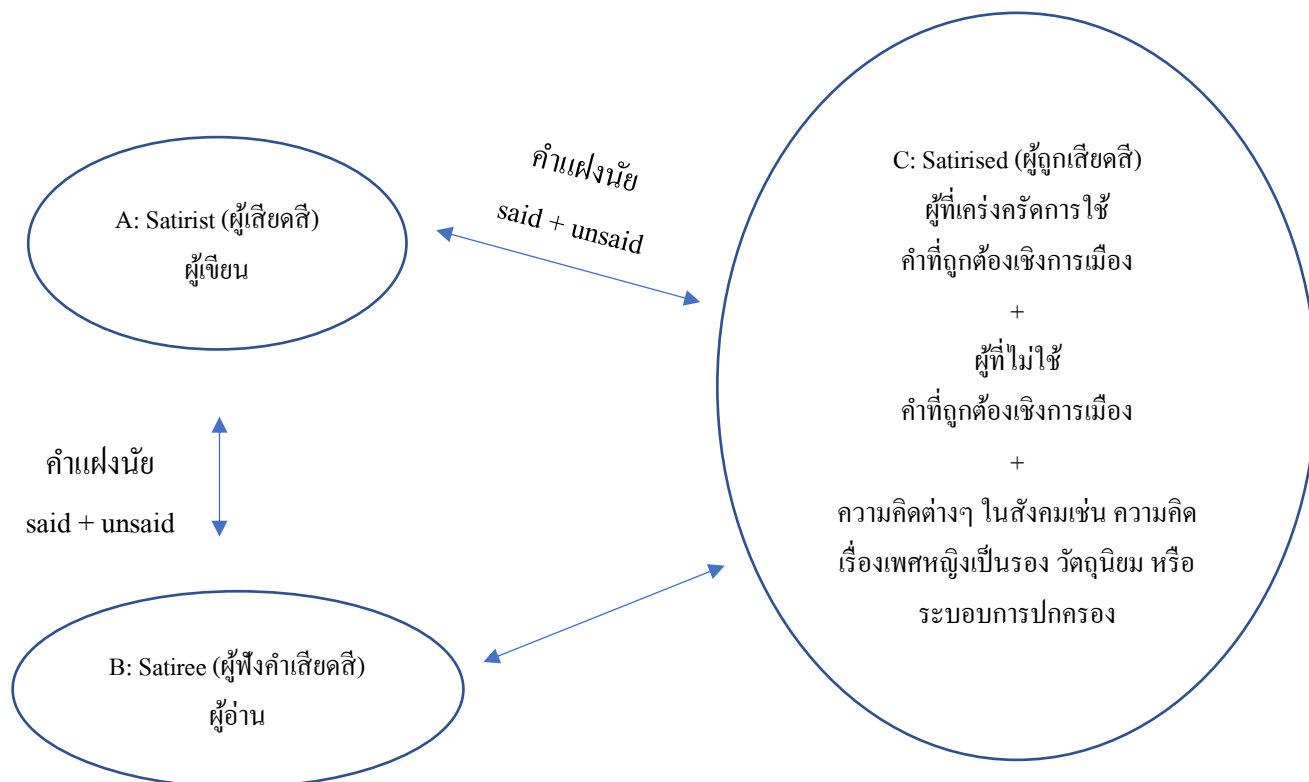 A: Satirist (ผู้เสียดสี)
ผู้เขียน
คำแฝงนัย
said + unsaid
C: Satirised (ผู้ถูกเสียดสี)
ผู้ที่เคร่งครัดการใช้
คำที่ถูกต้องเชิงการเมือง
+
ผู้ที่ไม่ใช้
คำที่ถูกต้องเชิงการเมือง
+
ความคิดต่างๆ ในสังคมเช่น ความคิด
เรื่องเพศหญิงเป็นรอง วัตถุนิยม หรือ
ระบอบการปกครอง
คำแฝงนัย
said + unsaid
B: Satiree (ผู้ฟังคำเสียดสี)
ผู้อ่าน